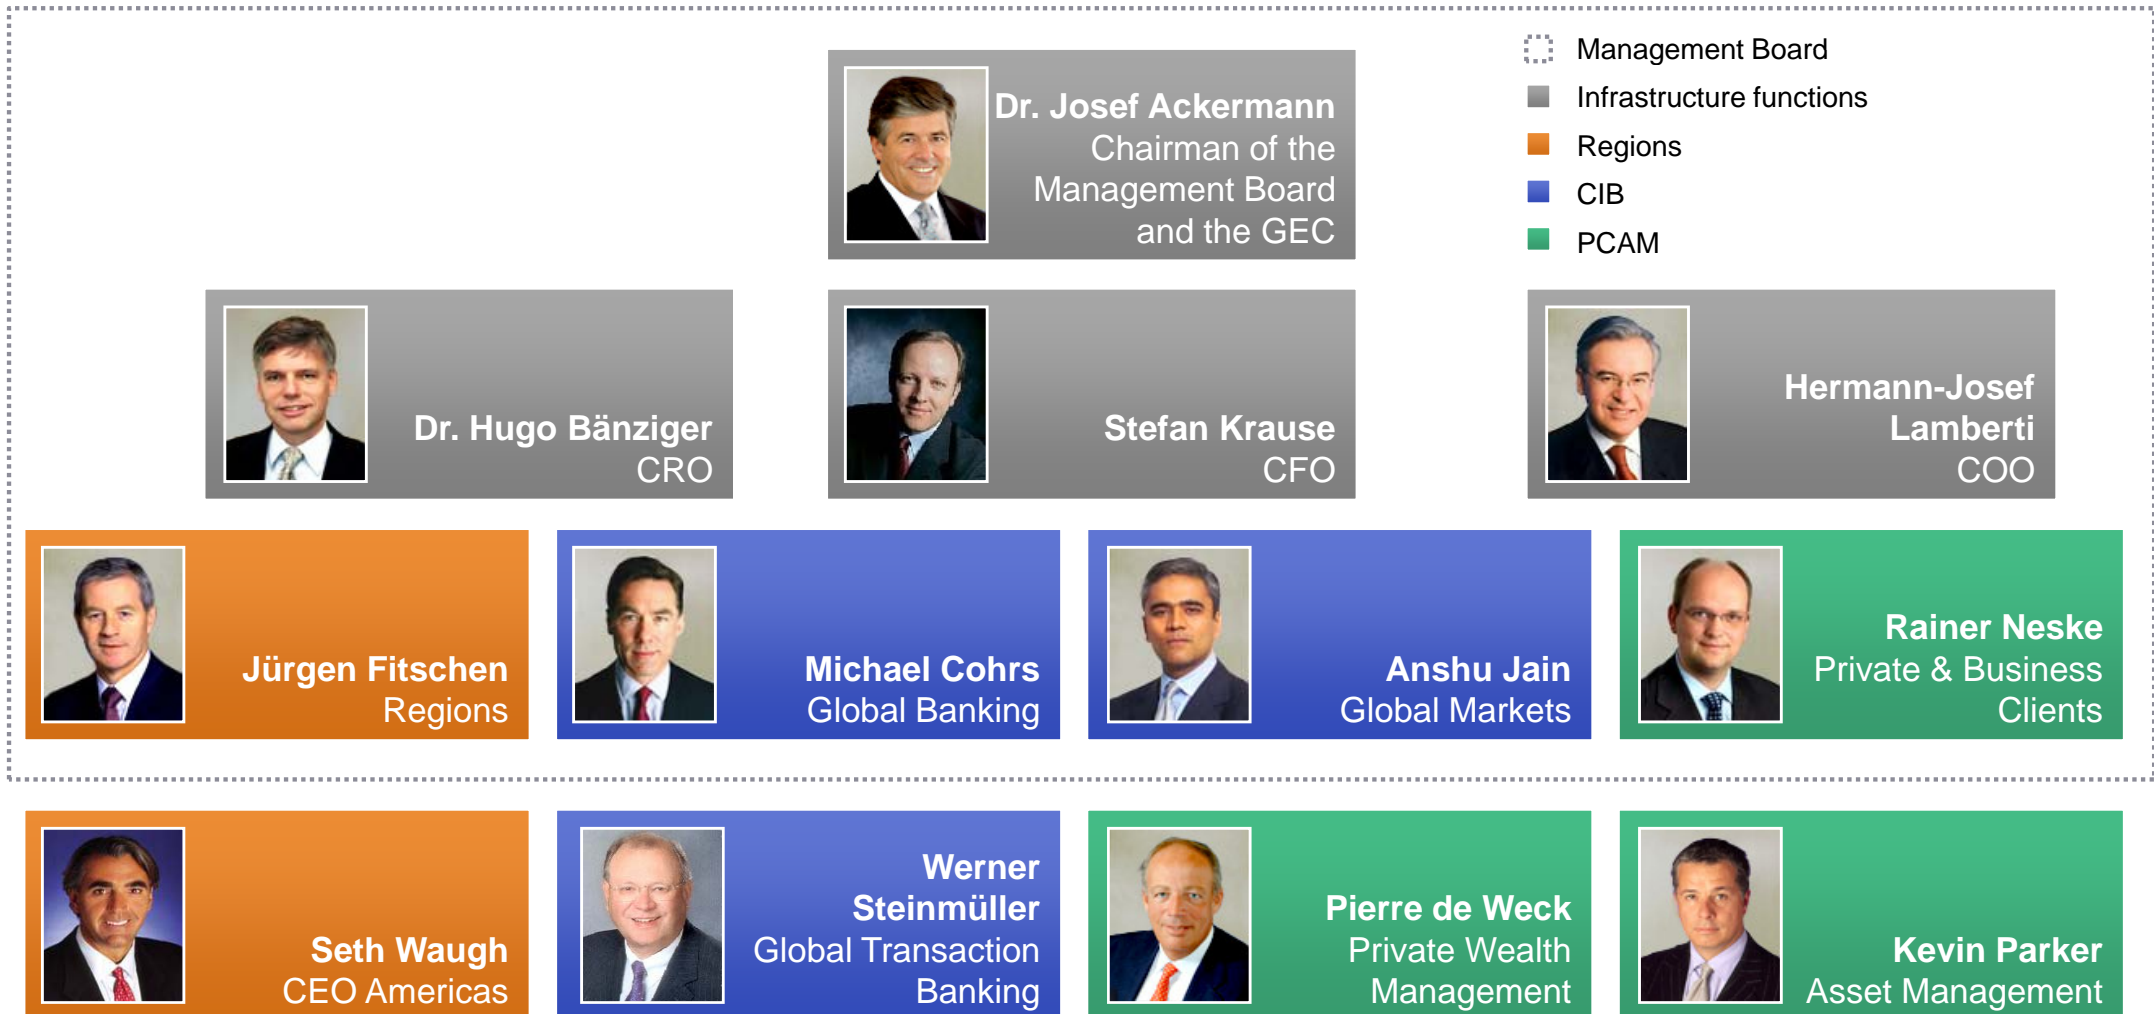 Management Board
Infrastructure functions
Regions
CIB
PCAM
Dr. Josef Ackermann
Chairman of the
Management Board
and the GEC
Dr. Hugo Bänziger
CRO
Stefan Krause
CFO
Hermann-Josef
Lamberti
COO
Jürgen Fitschen
Regions
Michael Cohrs
Global Banking
Anshu Jain
Global Markets
Rainer Neske
Private & Business
Clients
Seth Waugh
CEO Americas
Werner
Steinmüller
Global Transaction
Banking
Pierre de Weck
Private Wealth
Management
Kevin Parker
Asset Management